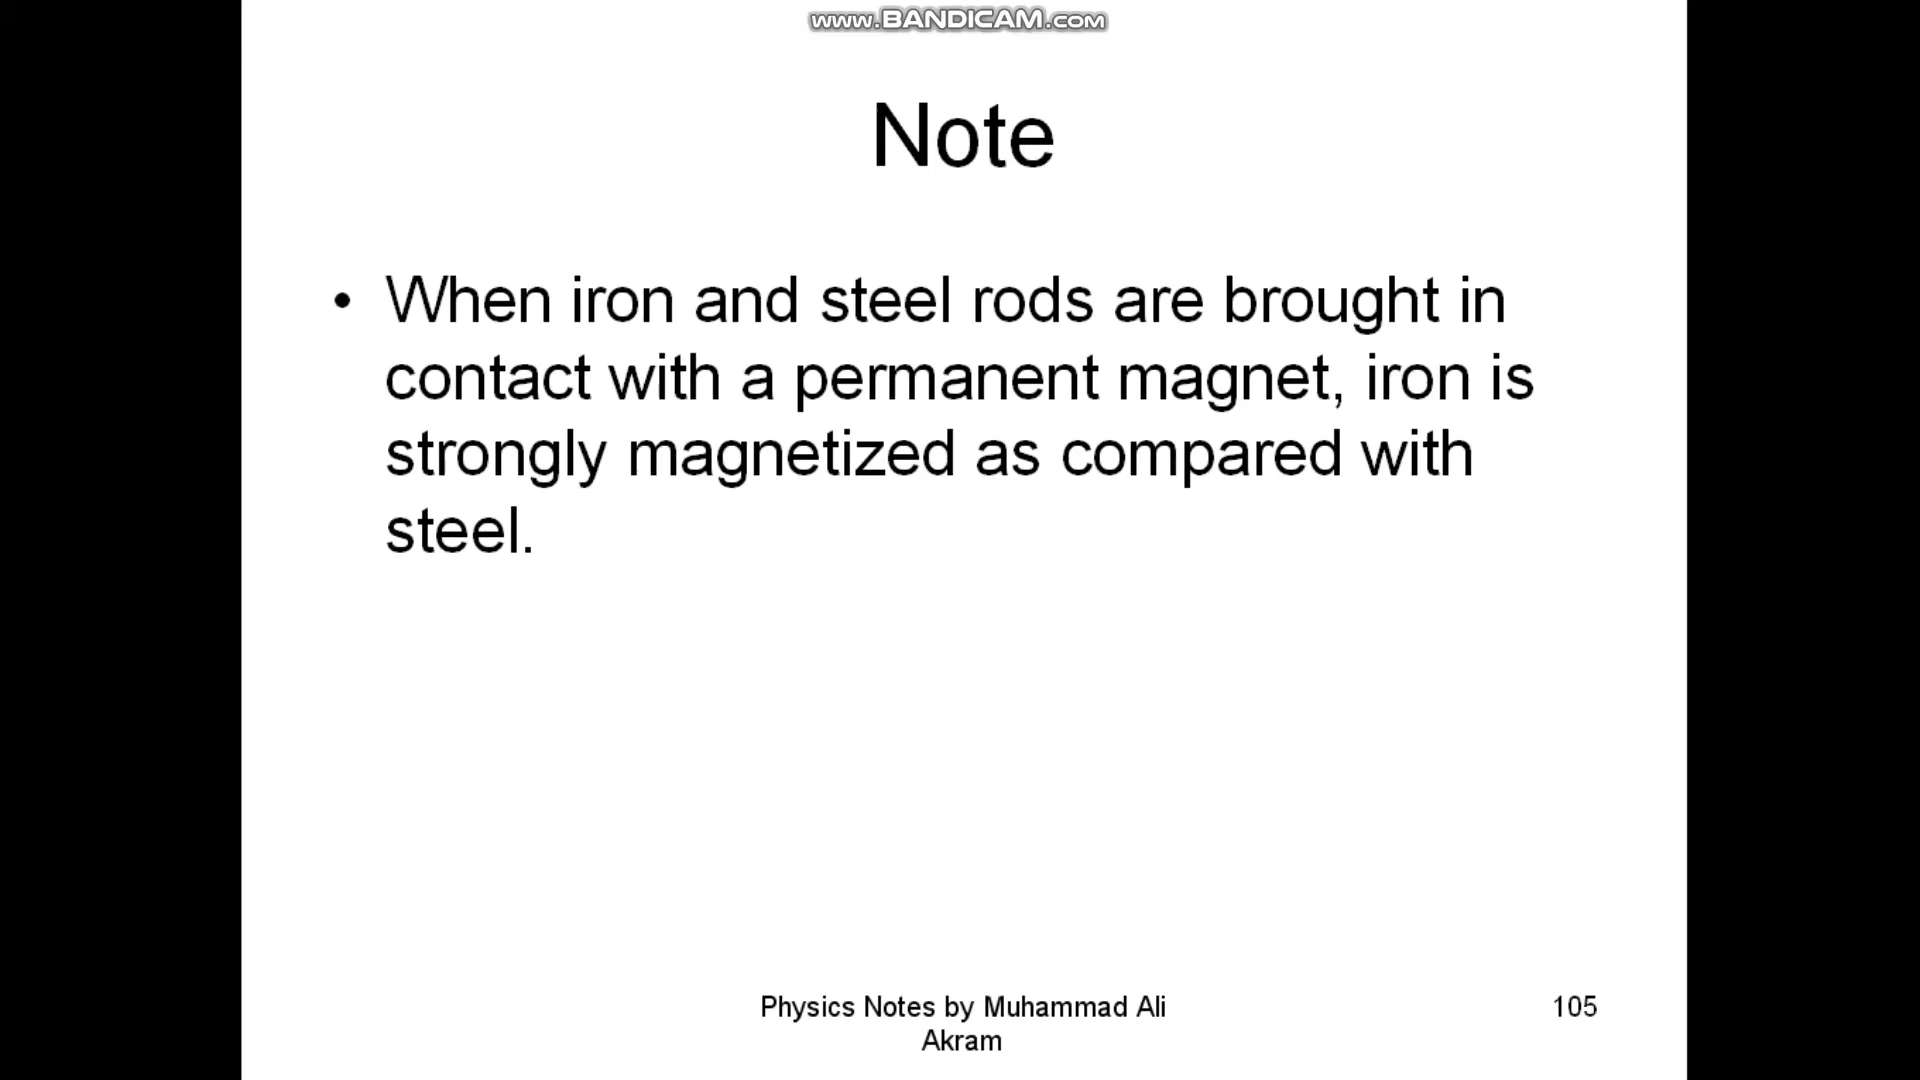 www.BANDICAM.com
Note
• When iron and steel rods are brought in
contact with a permanent magnet, iron is
strongly magnetized as compared with
steel.
Physics Notes by Muhammad Ali
Akram
105